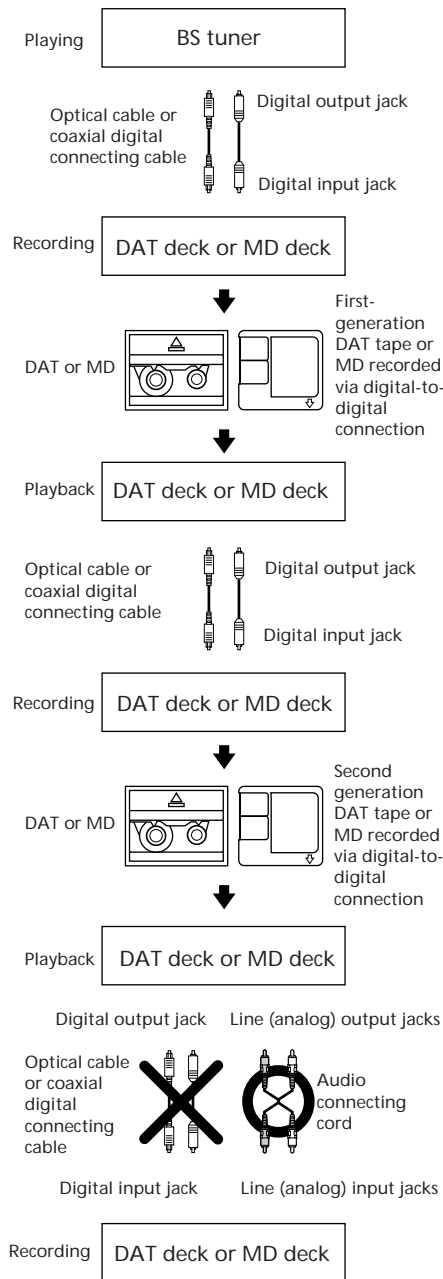 Playing
BS tuner
Optical cable or
coaxial digital
connecting cable
Digital output jack
Digital input jack
Recording
DAT deck or MD deck
DAT or MD
First-
generation
DAT tape or
MD recorded
via digital-to-
digital
connection
Playback
DAT deck or MD deck
Optical cable or
coaxial digital
connecting cable
Digital output jack
Digital input jack
Recording
DAT deck or MD deck
DAT or MD
Second
generation
DAT tape or
MD recorded
via digital-to-
digital
connection
Playback
DAT deck or MD deck
Digital output jack
Line (analog) output jacks
Optical cable
or coaxial
digital
connecting
cable
Audio
connecting
cord
Digital input jack
Line (analog) input jacks
Recording
DAT deck or MD deck